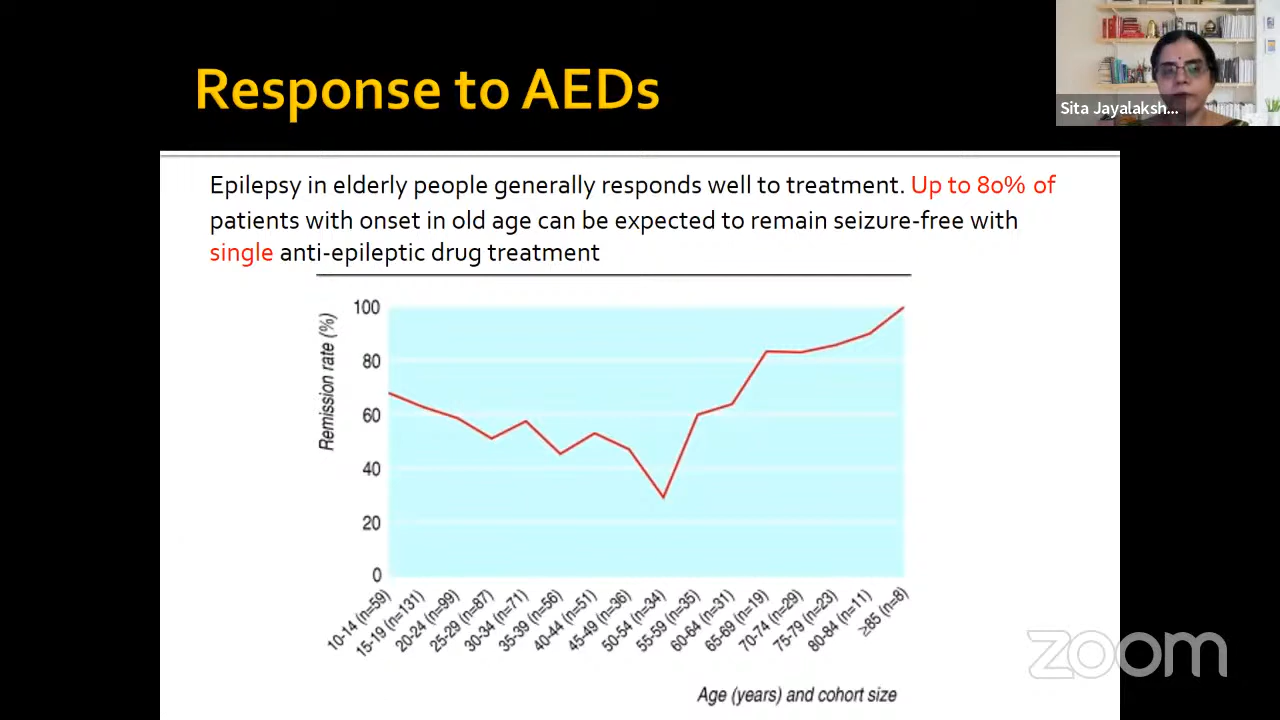 Response to AEDs
Sita Jayalaksh...
Epilepsy in elderly people generally responds well to treatment. Up to 80% of
patients with onset in old age can be expected to remain seizure-free with
single anti-epileptic drug treatment
Remission rate (%)
100
80
60
40
20
0
10-14 (n=59)
15-19 (n=131)
20-24 (n=99)
25-29 (n=87)
30-34 (n=71)
35-39 (n=56)
40-44 (n=51)
45-49 (n=36)
50-54 (n=34)
55-59 (n=35)
60-64 (n=31)
65-69 (n=19)
70-74 (n=29)
75-79 (n=23)
80-84 (n=11)
≥85 (n=8)
Age (years) and cohort size
zoom